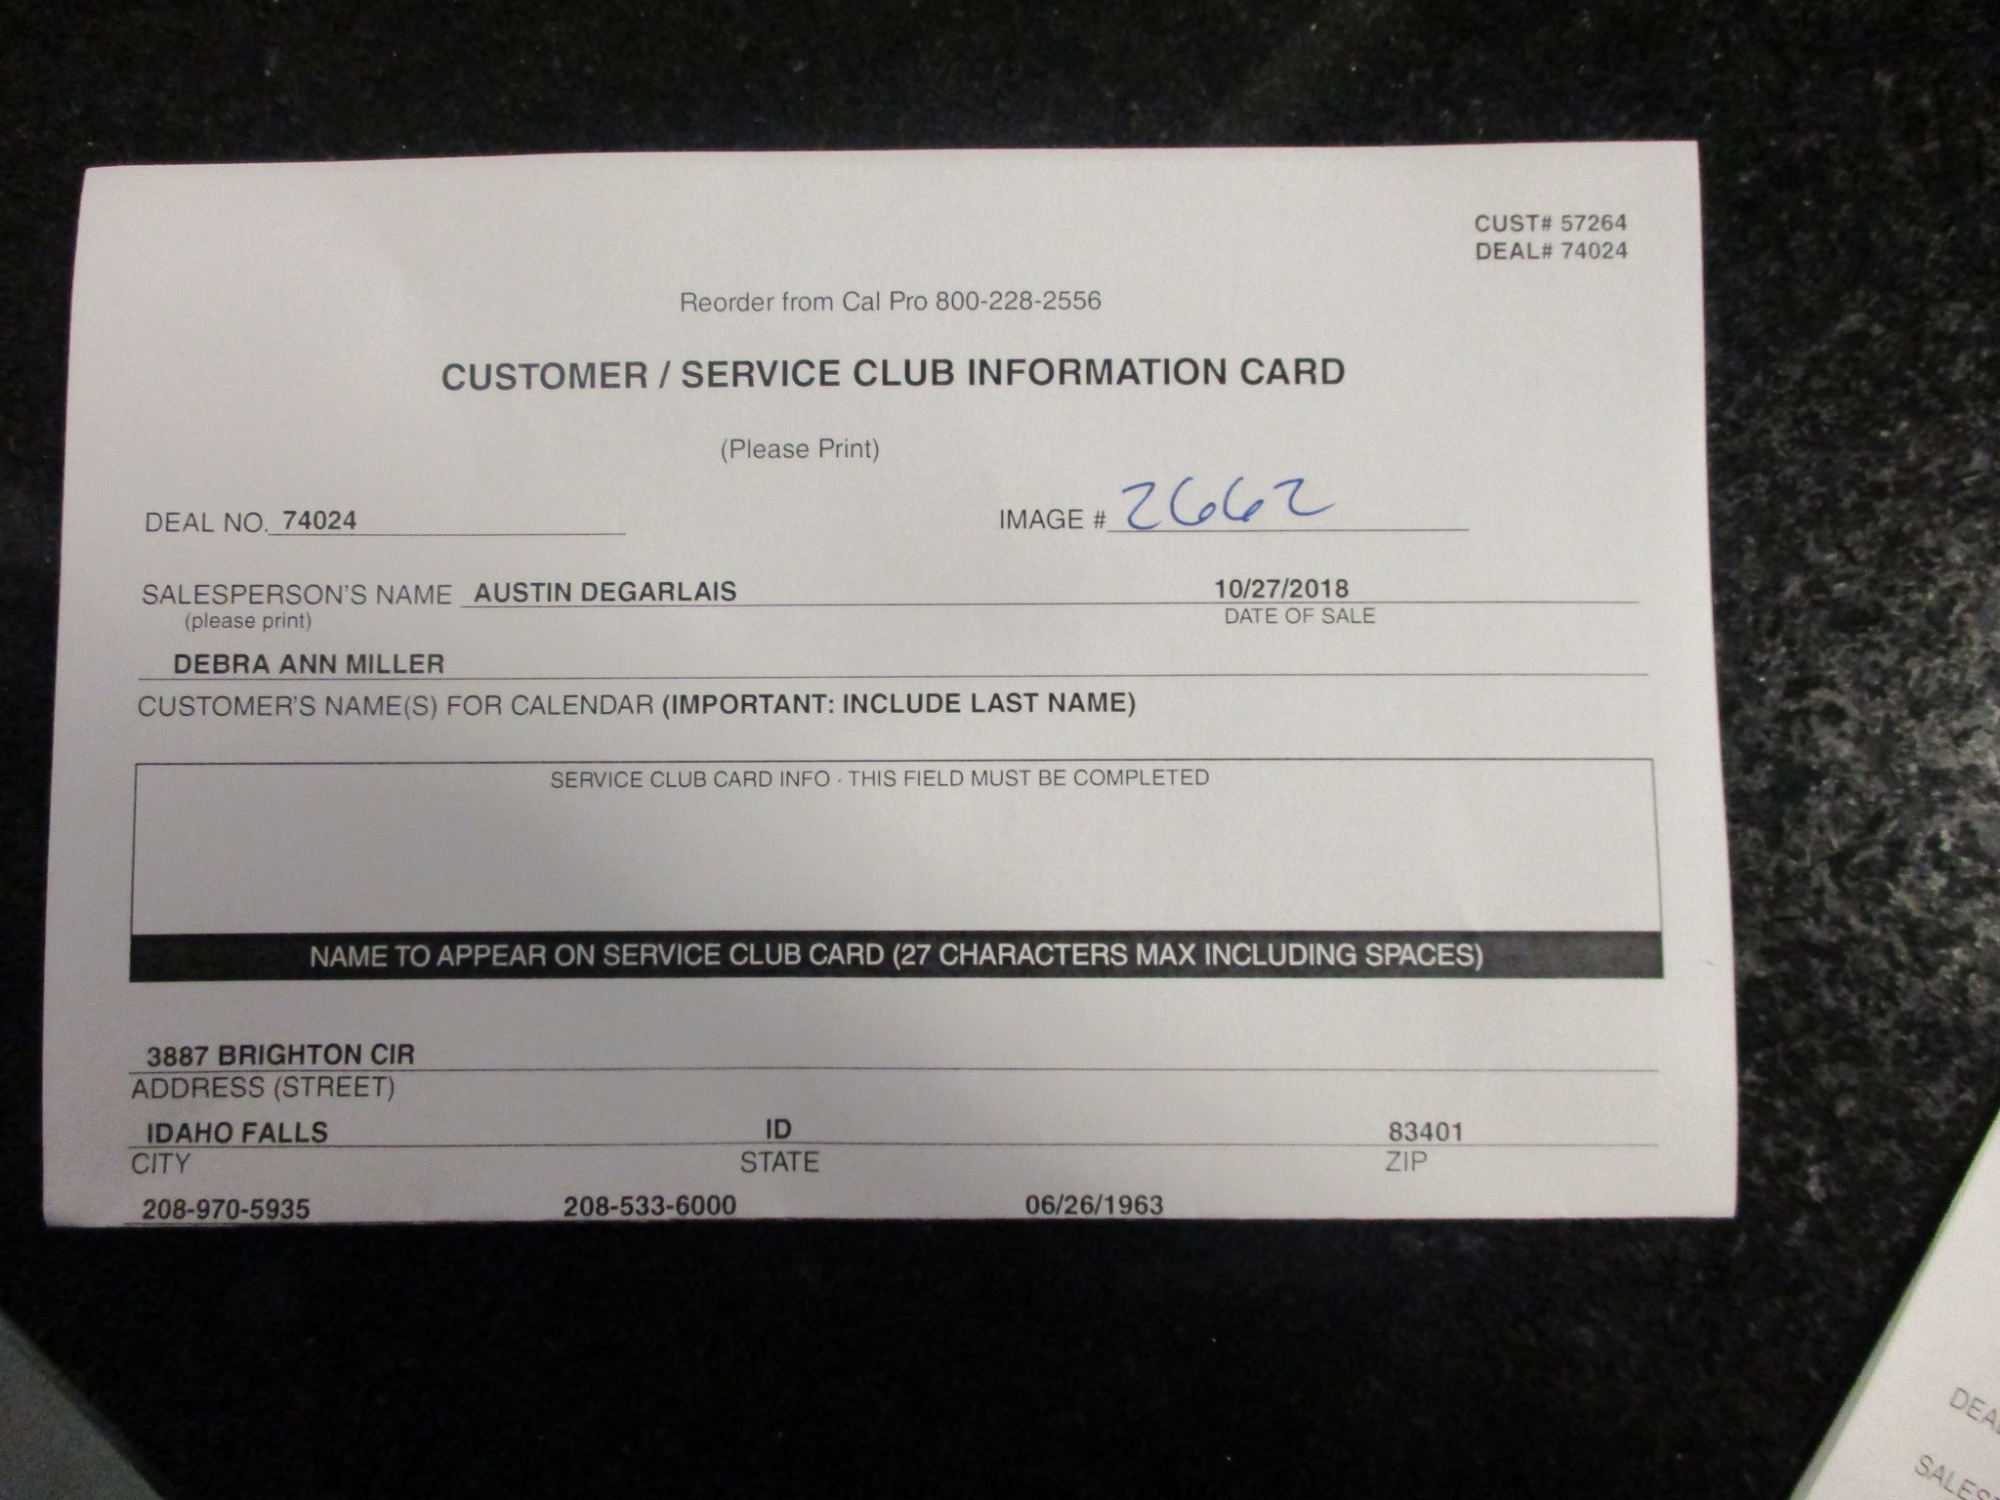 CUST# 57264
DEAL# 74024
Reorder from Cal Pro 800-228-2556
CUSTOMER / SERVICE CLUB INFORMATION CARD
(Please Print)
DEAL NO. 74024 IMAGE # 2662
SALESPERSON'S NAME AUSTIN DEGARLAIS 10/27/2018
(please print) DATE OF SALE
DEBRA ANN MILLER
CUSTOMER'S NAME(S) FOR CALENDAR (IMPORTANT: INCLUDE LAST NAME)
SERVICE CLUB CARD INFO · THIS FIELD MUST BE COMPLETED
NAME TO APPEAR ON SERVICE CLUB CARD (27 CHARACTERS MAX INCLUDING SPACES)
3887 BRIGHTON CIR
ADDRESS (STREET)
IDAHO FALLS ID 83401
CITY STATE ZIP
208-970-5935 208-533-6000 06/26/1963
DEA
SALES